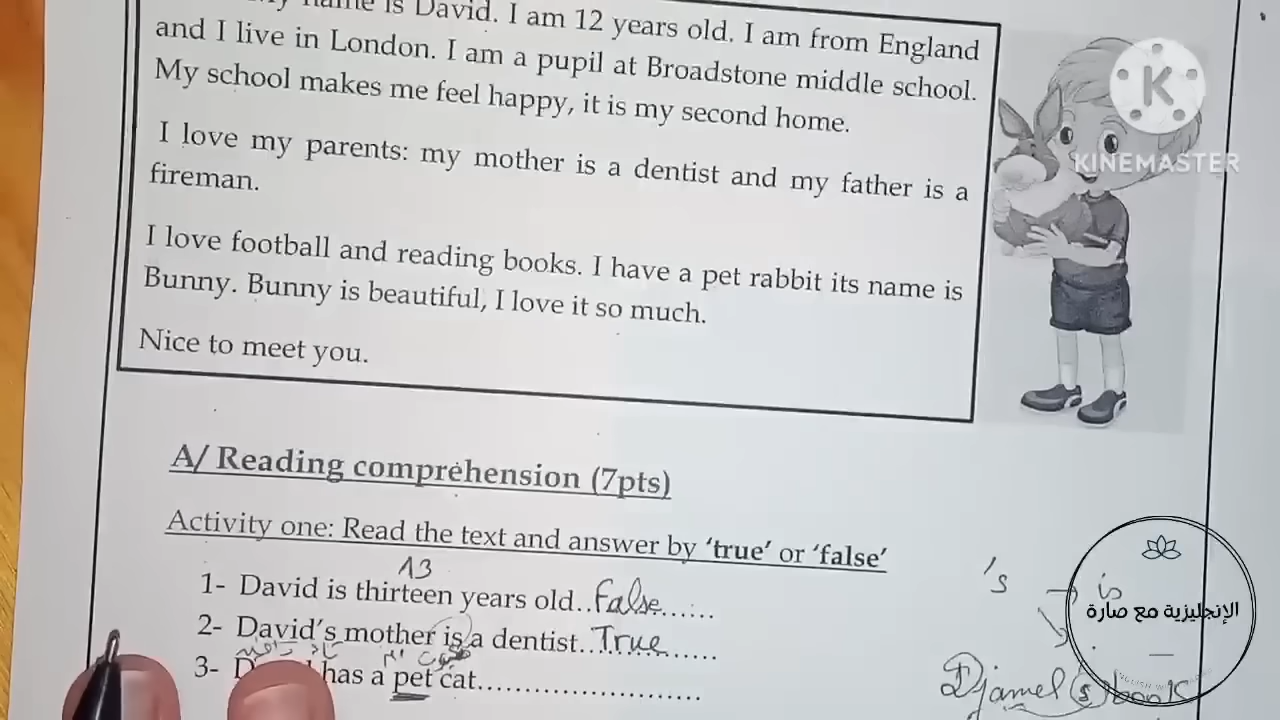 name is David. I am 12 years old. I am from England
and I live in London. I am a pupil at Broadstone middle school.
My school makes me feel happy, it is my second home.
I love my parents: my mother is a dentist and my father is a
fireman.
I love football and reading books. I have a pet rabbit its name is
Bunny. Bunny is beautiful, I love it so much.
Nice to meet you.
K
KINEMASTER
A/ Reading comprehension (7pts)
Activity one: Read the text and answer by ‘true’ or ‘false’
13
1- David is thirteen years old..False......
2- David's mother is a dentist..True......
3- has a pet cat........................
's → is
الإنجليزية مع صارة
Djamel's book